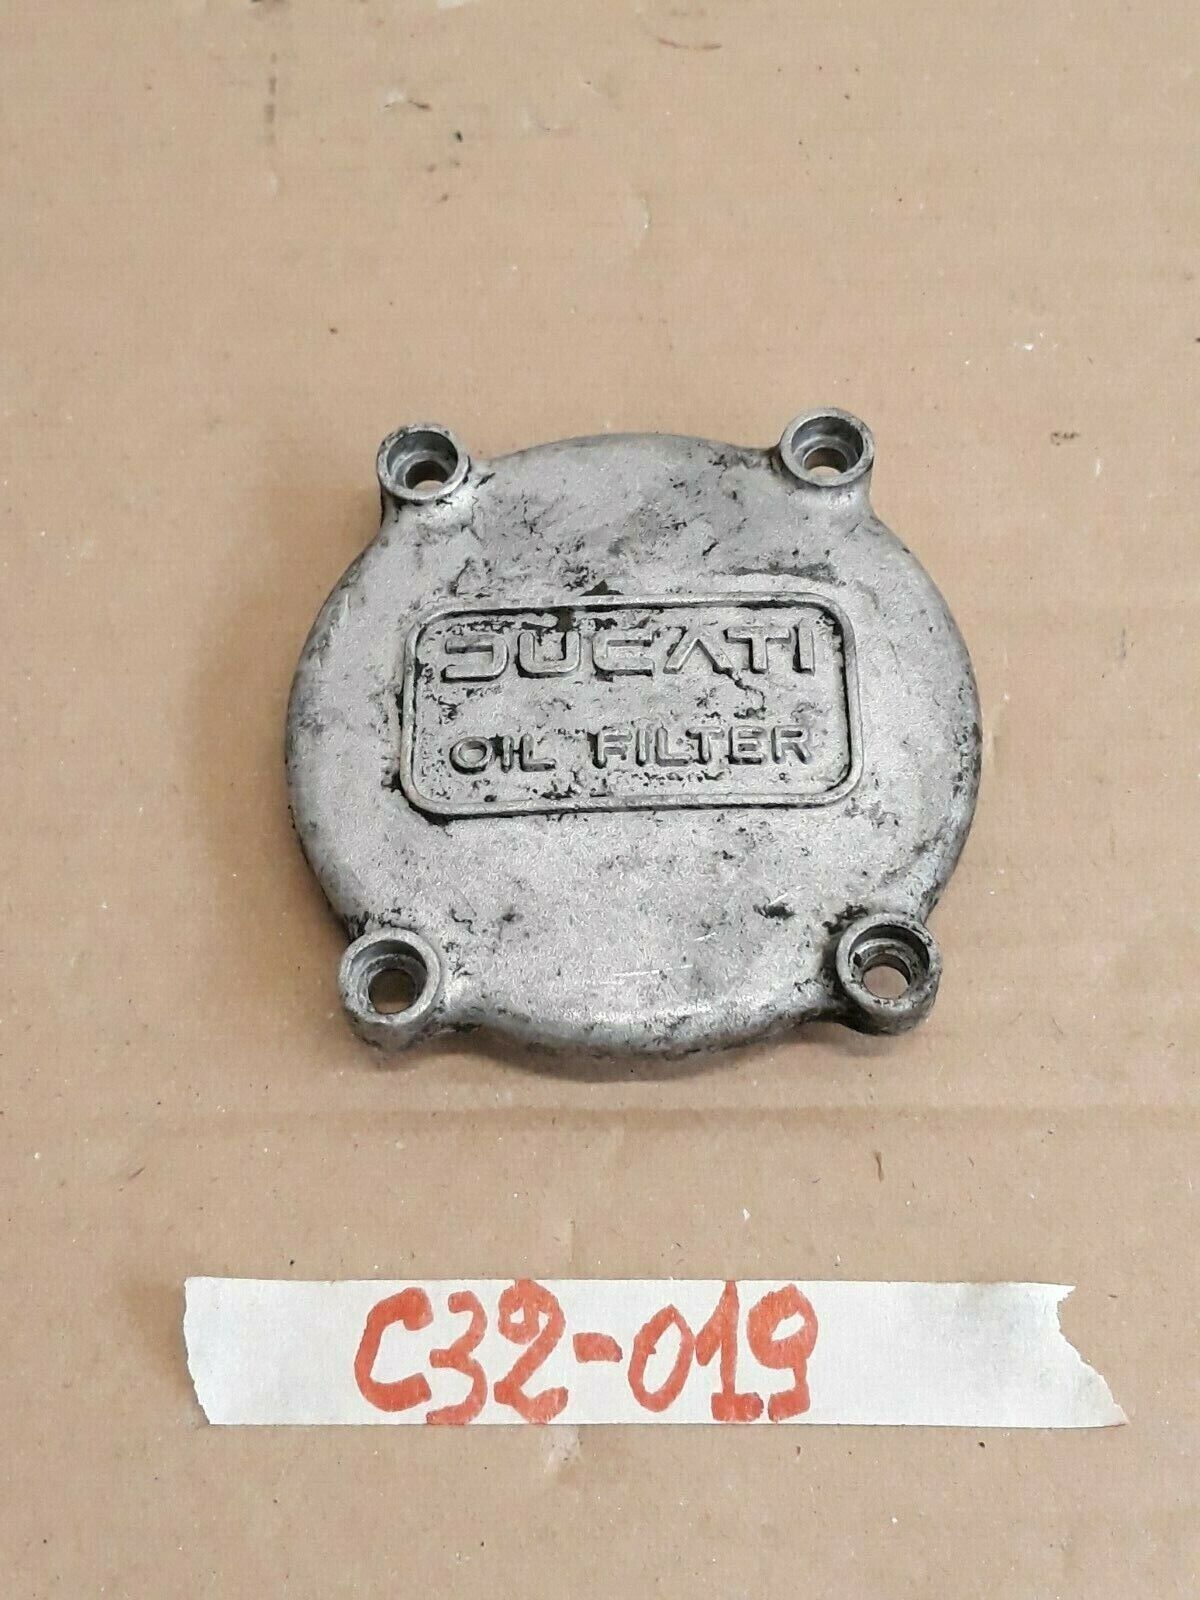 DUCATI
OIL FILTER
C32-019